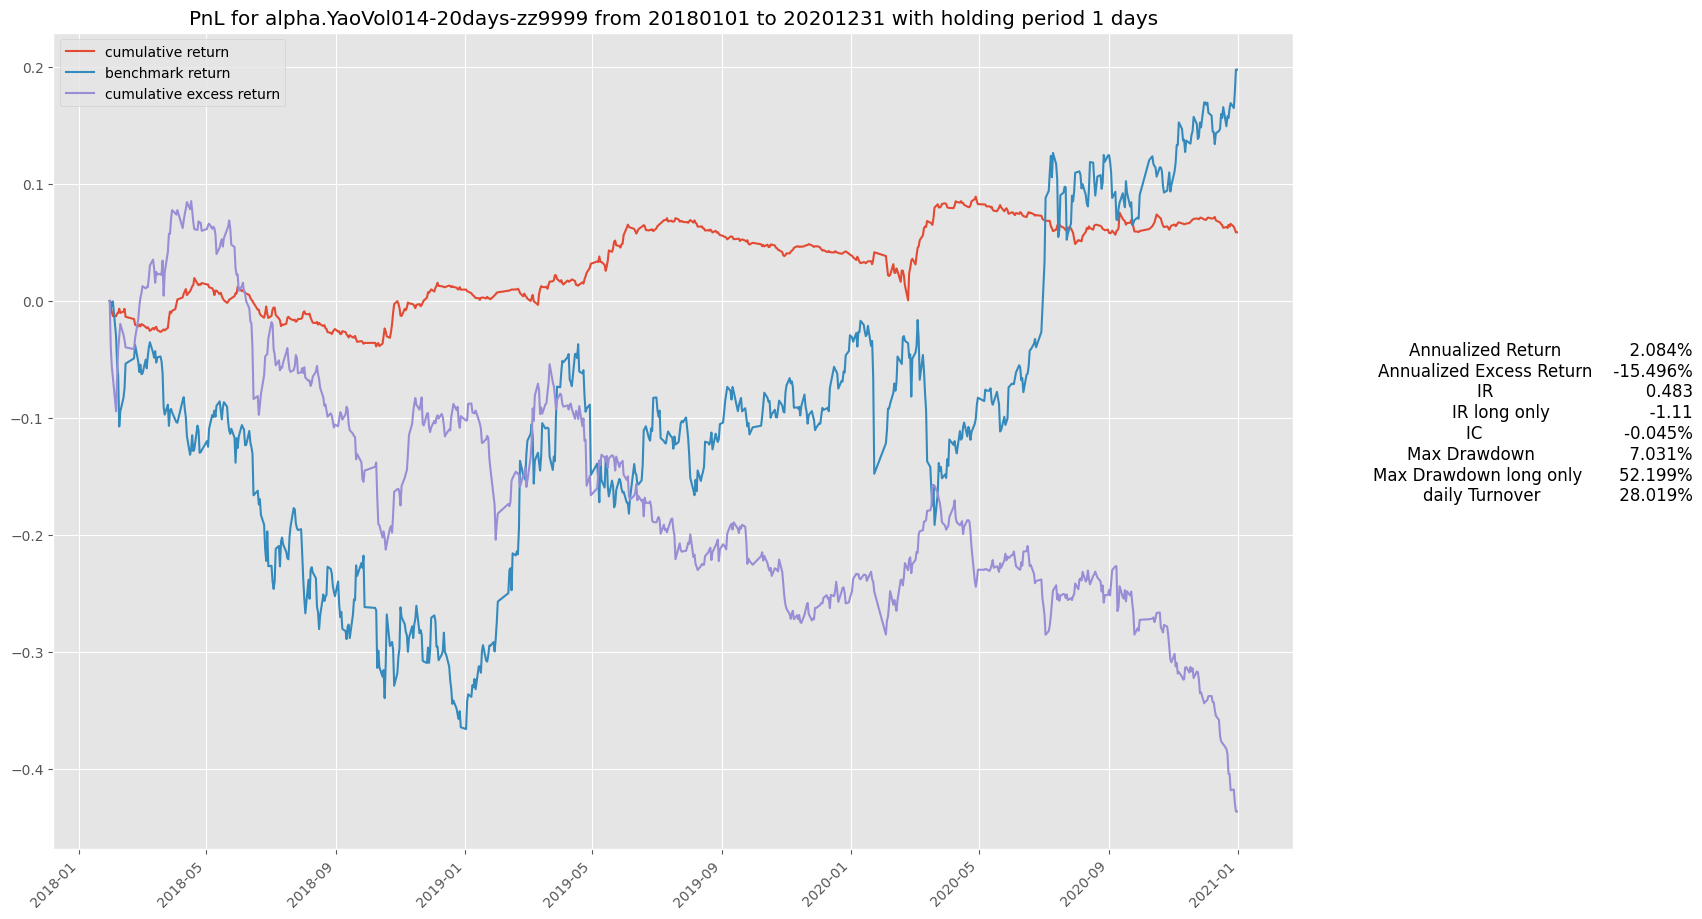 PnL for alpha.YaoVol014-20days-zz9999 from 20180101 to 20201231 with holding period 1 days
cumulative return
benchmark return
cumulative excess return
0.2
0.1
0.0
−0.1
−0.2
−0.3
−0.4
2018-01
2018-05
2018-09
2019-01
2019-05
2019-09
2020-01
2020-05
2020-09
2021-01
Annualized Return 2.084%
Annualized Excess Return -15.496%
IR 0.483
IR long only -1.11
IC -0.045%
Max Drawdown 7.031%
Max Drawdown long only 52.199%
daily Turnover 28.019%